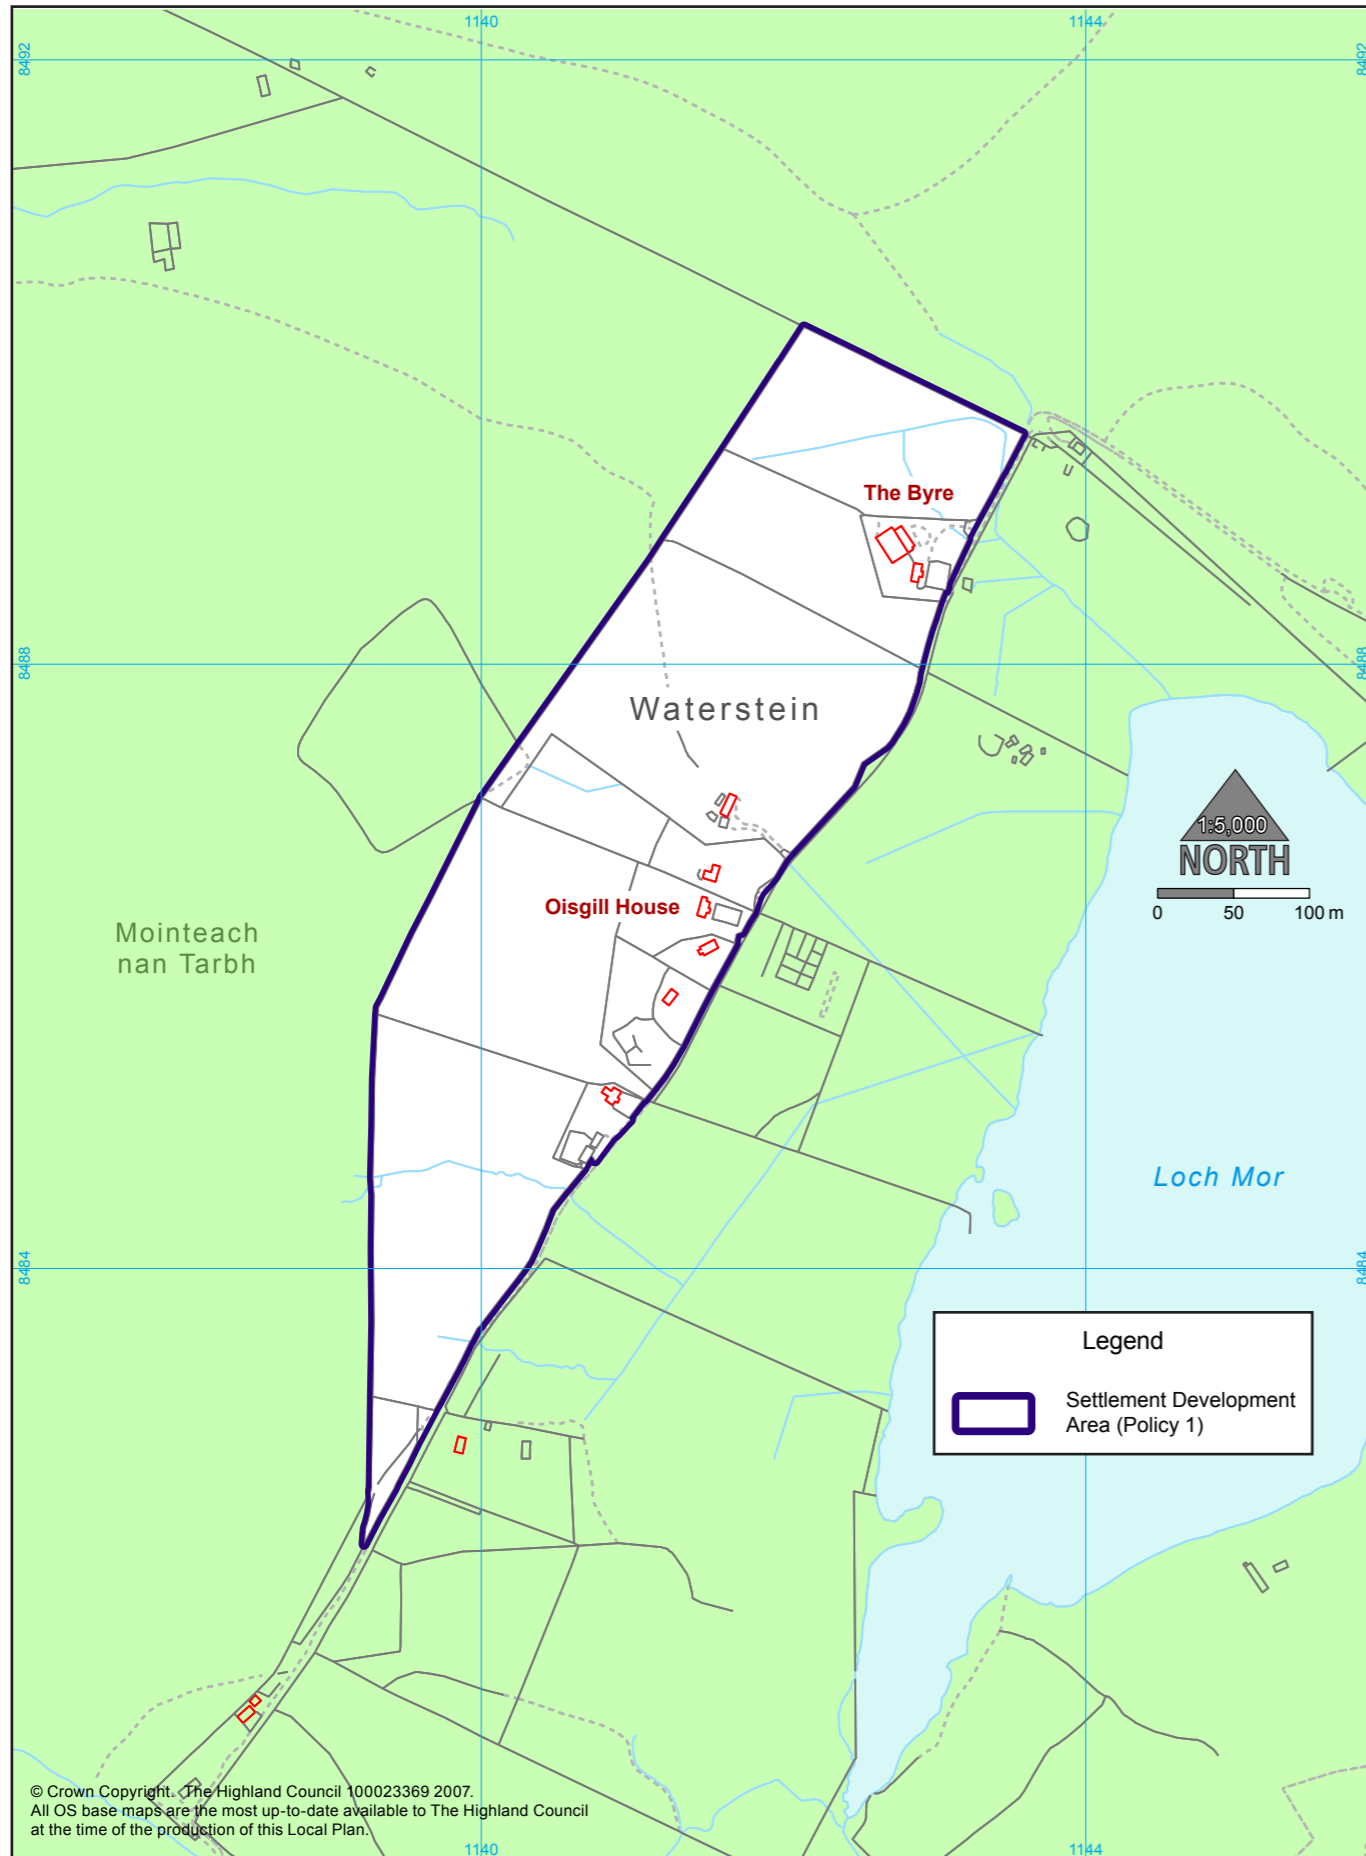 1140
1144
8492
8492
The Byre
8488
8488
Waterstein
1:5,000
NORTH
0 50 100 m
Oisgill House
Mointeach
nan Tarbh
Loch Mor
8484
8484
Legend
Settlement Development
Area (Policy 1)
© Crown Copyright. The Highland Council 100023369 2007.
All OS base maps are the most up-to-date available to The Highland Council
at the time of the production of this Local Plan.
1140
1144